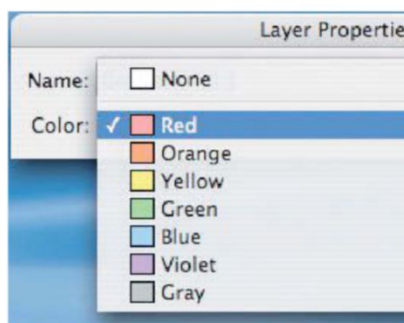 Layer Propertie
Name:
None
Color: ✓ Red
Orange
Yellow
Green
Blue
Violet
Gray